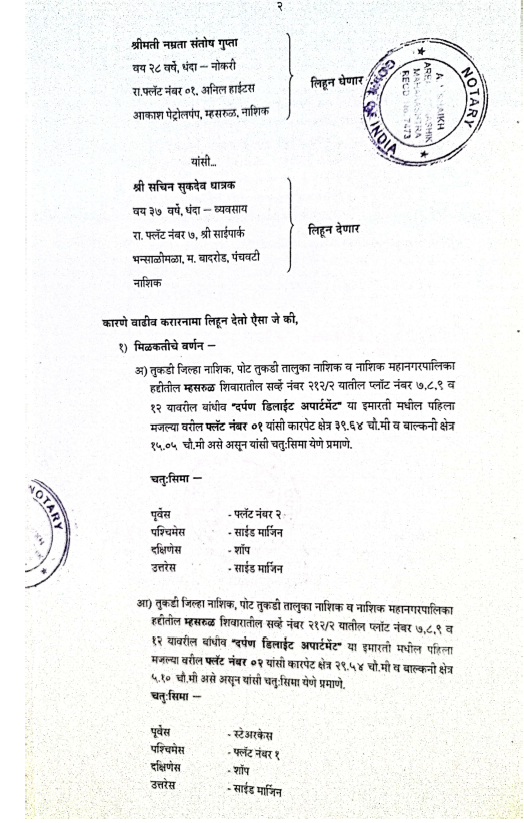 २
श्रीमती नम्रता संतोष गुप्ता
वय २८ वर्षे, धंदा – नोकरी
रा.फ्लॅट नंबर ०१, अनिल हाईटस
आकाश पेट्रोलपंप, म्हसरुळ, नाशिक
लिहून घेणार
NOTARY
A. SHAIKH
MAHARASHTRA
REGD. No. 7473
GOVT. OF INDIA
यांसी...
श्री सचिन सुकदेव धात्रक
वय ३७ वर्षे, धंदा – व्यवसाय
रा. फ्लॅट नंबर ७, श्री साईपार्क
भन्साळीमळा, म. बादरोड, पंचवटी
नाशिक
लिहून देणार
कारणे वाढीव करारनामा लिहून देतो ऐसा जे की,
१) मिळकतीचे वर्णन –
अ) तुकडी जिल्हा नाशिक, पोट तुकडी तालुका नाशिक व नाशिक महानगरपालिका
हद्दीतील म्हसरुळ शिवारातील सर्व्हे नंबर २१२/२ यातील प्लॉट नंबर ७,८,९ व
१२ यावरील बांधीव "दर्पण डिलाईट अपार्टमेंट" या इमारती मधील पहिला
मजल्या वरील फ्लॅट नंबर ०१ यांसी कारपेट क्षेत्र ३९.६४ चौ.मी व बाल्कनी क्षेत्र
१५.०५ चौ.मी असे असून यांसी चतु:सिमा येणे प्रमाणे.
चतु:सिमा –
पूर्वेस - फ्लॅट नंबर २
पश्चिमेस - साईड मार्जिन
दक्षिणेस - शॉप
उत्तरेस - साईड मार्जिन
NOTARY
आ) तुकडी जिल्हा नाशिक, पोट तुकडी तालुका नाशिक व नाशिक महानगरपालिका
हद्दीतील म्हसरुळ शिवारातील सर्व्हे नंबर २१२/२ यातील प्लॉट नंबर ७,८,९ व
१२ यावरील बांधीव "दर्पण डिलाईट अपार्टमेंट" या इमारती मधील पहिला
मजल्या वरील फ्लॅट नंबर ०२ यांसी कारपेट क्षेत्र २९.५४ चौ.मी व बाल्कनी क्षेत्र
५.१० चौ.मी असे असून यांसी चतु:सिमा येणे प्रमाणे.
चतु:सिमा –
पूर्वेस - स्टेअरकेस
पश्चिमेस - फ्लॅट नंबर १
दक्षिणेस - शॉप
उत्तरेस - साईड मार्जिन